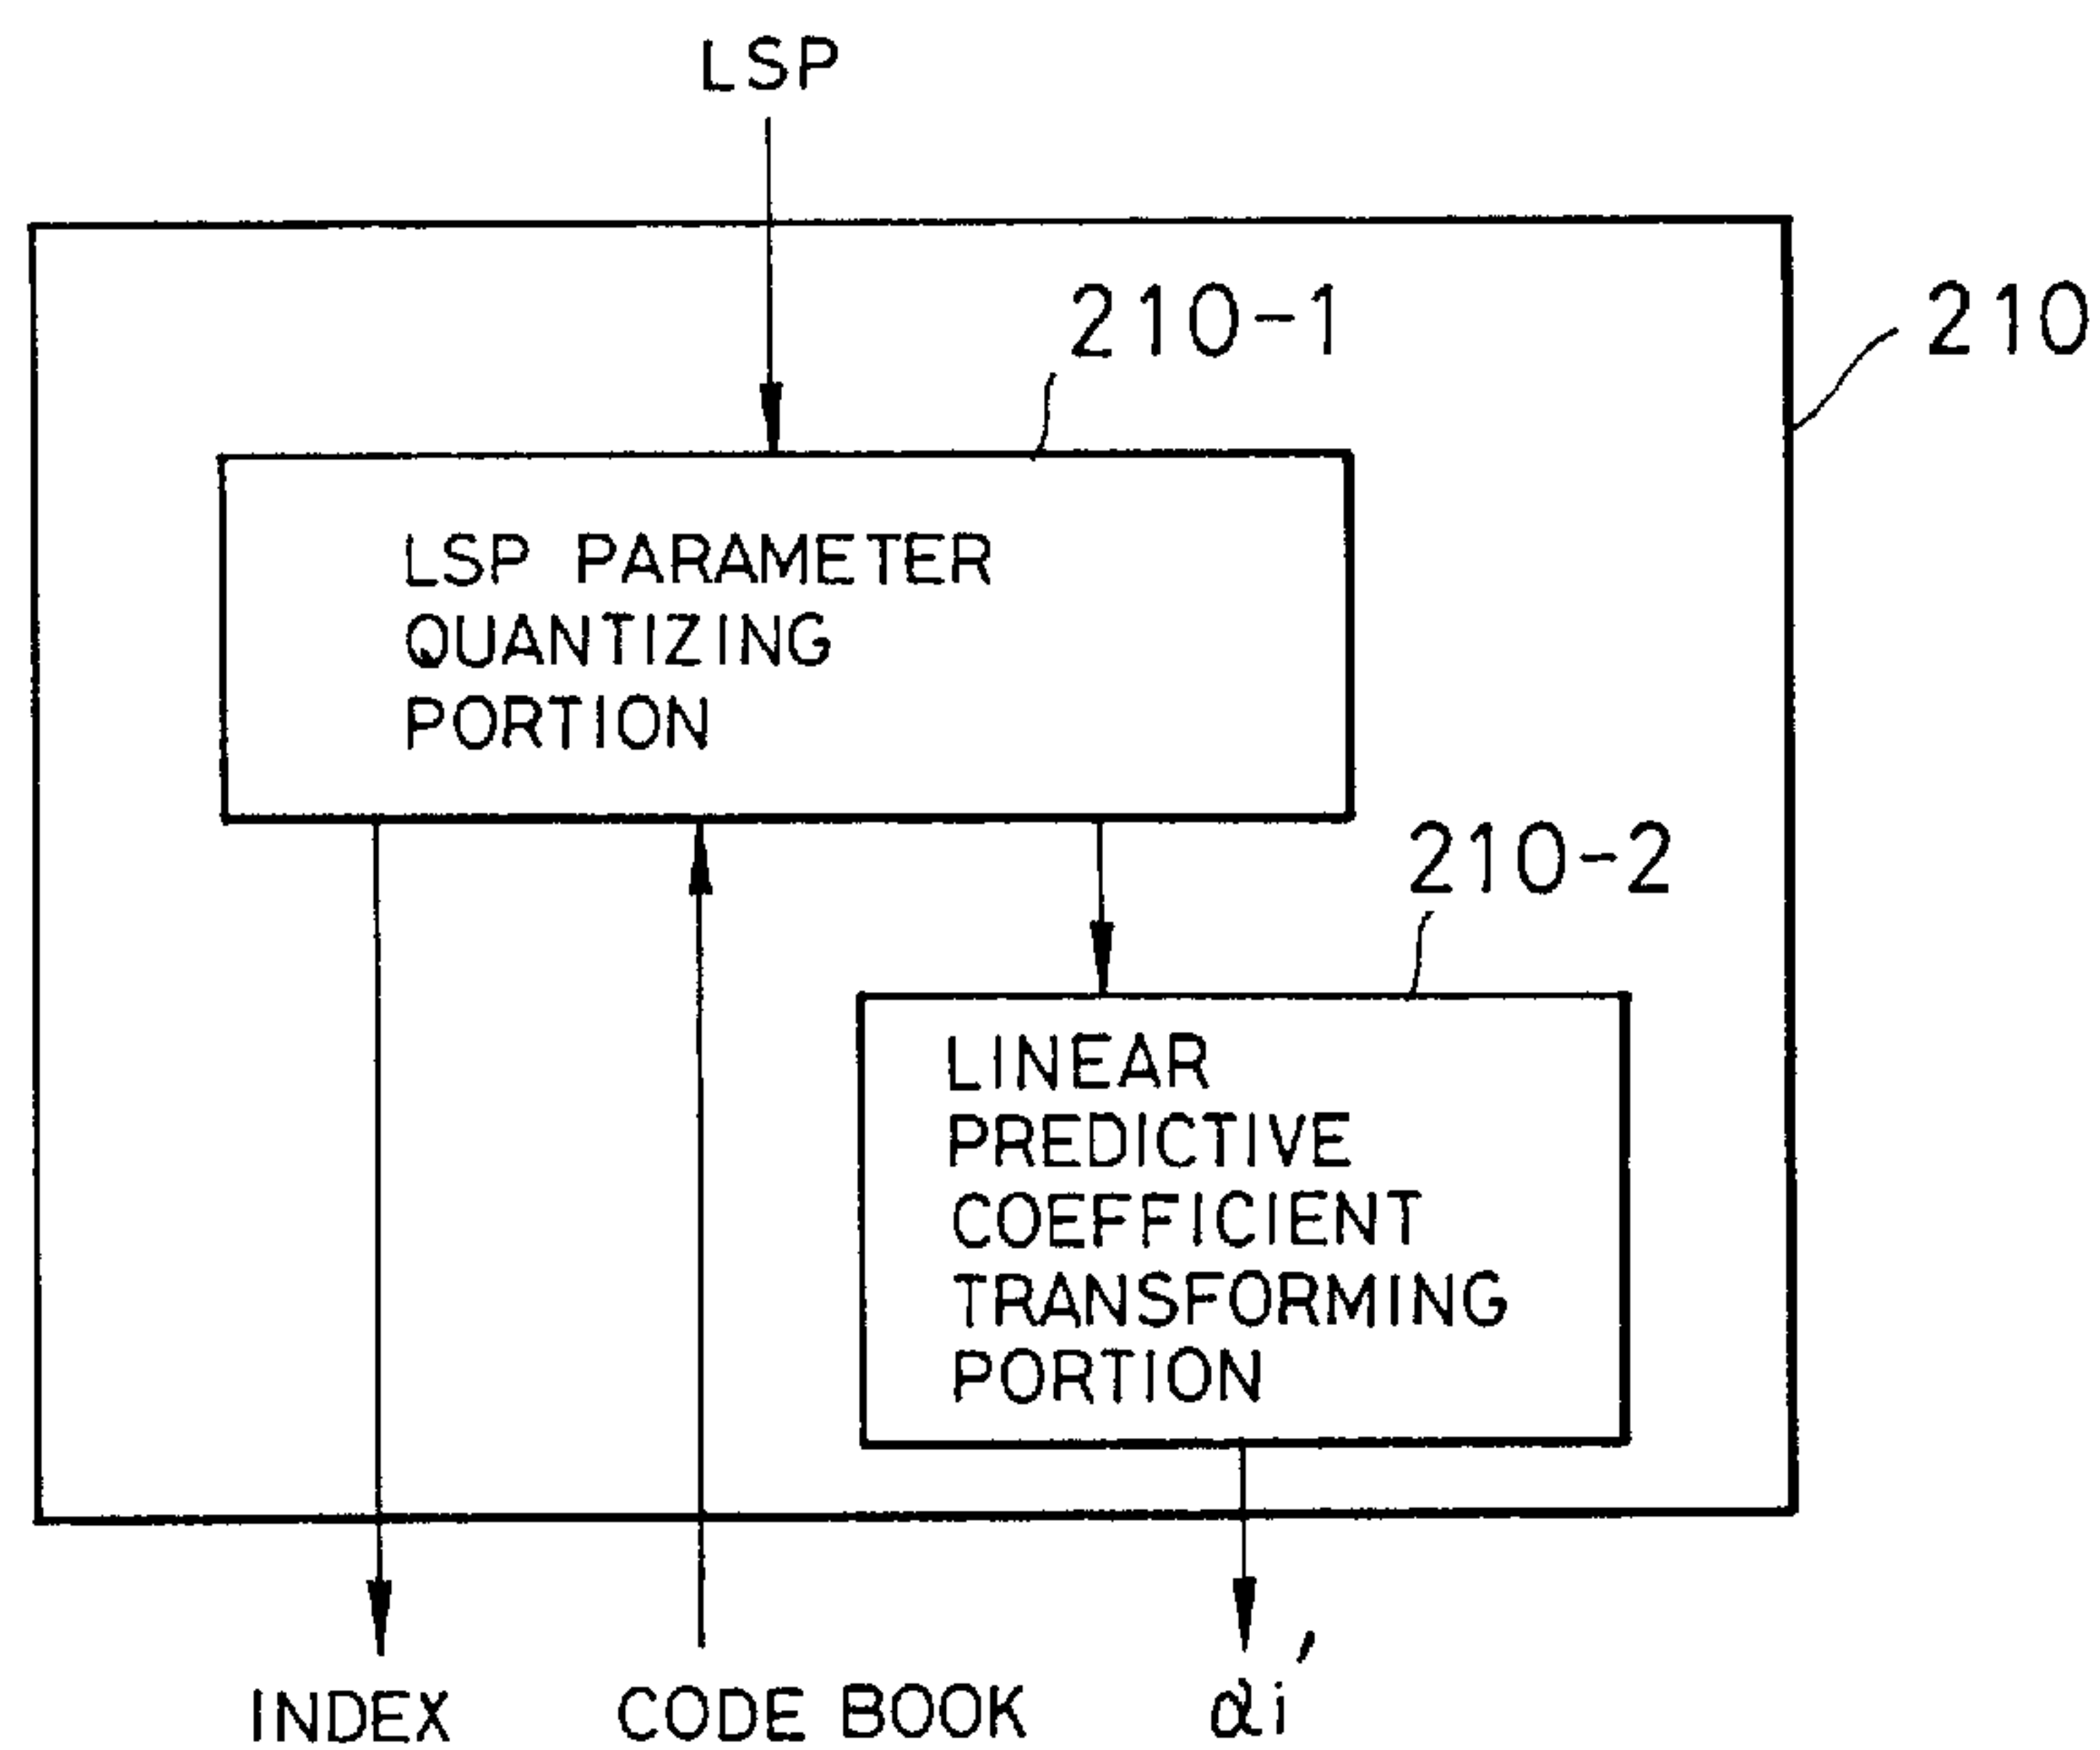 LSP
210-1
210
LSP PARAMETER
QUANTIZING
PORTION
210-2
LINEAR
PREDICTIVE
COEFFICIENT
TRANSFORMING
PORTION
INDEX
CODE BOOK
αi′